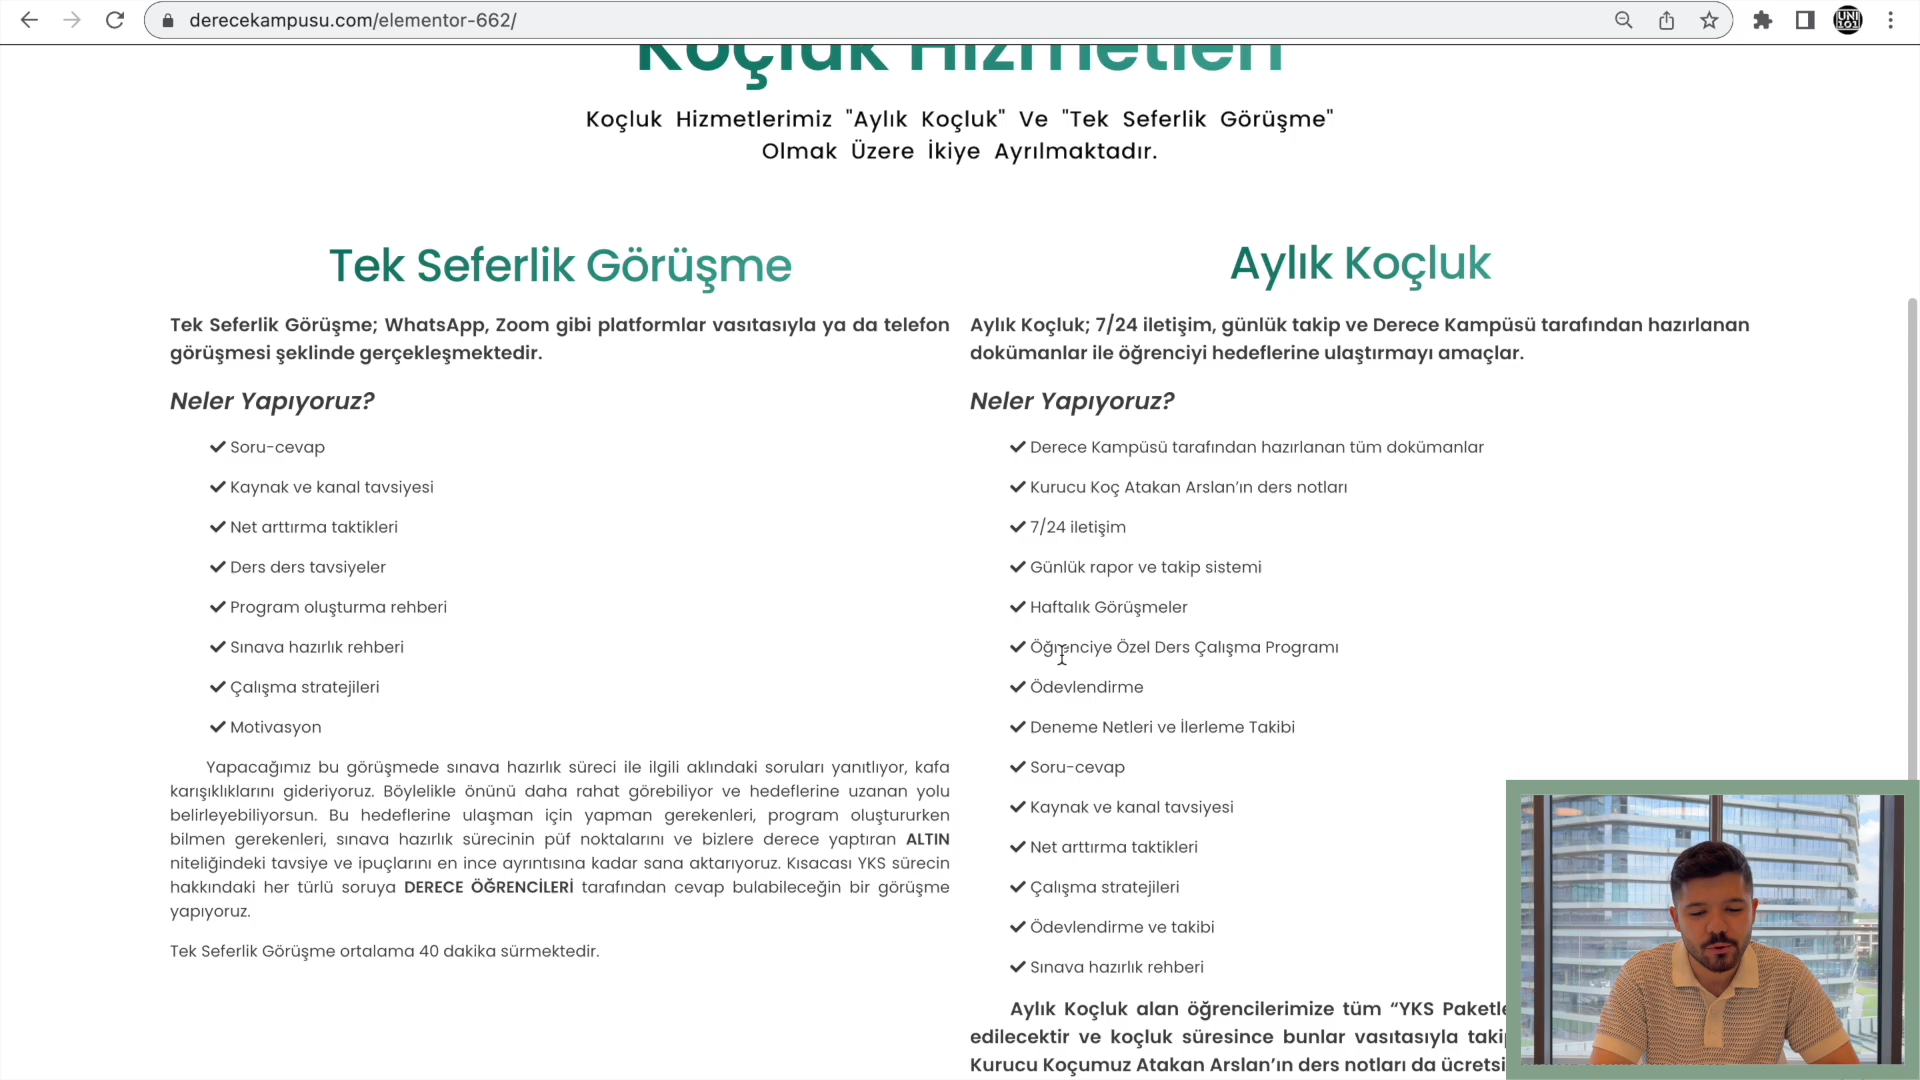 derecekampusu.com/elementor-662/
UNI
101
Koçluk Hizmetleri
Koçluk Hizmetlerimiz "Aylık Koçluk" Ve "Tek Seferlik Görüşme"
Olmak Üzere İkiye Ayrılmaktadır.
Tek Seferlik Görüşme
Tek Seferlik Görüşme; WhatsApp, Zoom gibi platformlar vasıtasıyla ya da telefon
görüşmesi şeklinde gerçekleşmektedir.
Neler Yapıyoruz?
Soru-cevap
Kaynak ve kanal tavsiyesi
Net arttırma taktikleri
Ders ders tavsiyeler
Program oluşturma rehberi
Sınava hazırlık rehberi
Çalışma stratejileri
Motivasyon
Yapacağımız bu görüşmede sınava hazırlık süreci ile ilgili aklındaki soruları yanıtlıyor, kafa
karışıklıklarını gideriyoruz. Böylelikle önünü daha rahat görebiliyor ve hedeflerine uzanan yolu
belirleyebiliyorsun. Bu hedeflerine ulaşman için yapman gerekenleri, program oluştururken
bilmen gerekenleri, sınava hazırlık sürecinin püf noktalarını ve bizlere derece yaptıran ALTIN
niteliğindeki tavsiye ve ipuçlarını en ince ayrıntısına kadar sana aktarıyoruz. Kısacası YKS sürecin
hakkındaki her türlü soruya DERECE ÖĞRENCİLERİ tarafından cevap bulabileceğin bir görüşme
yapıyoruz.
Tek Seferlik Görüşme ortalama 40 dakika sürmektedir.
Aylık Koçluk
Aylık Koçluk; 7/24 iletişim, günlük takip ve Derece Kampüsü tarafından hazırlanan
dokümanlar ile öğrenciyi hedeflerine ulaştırmayı amaçlar.
Neler Yapıyoruz?
Derece Kampüsü tarafından hazırlanan tüm dokümanlar
Kurucu Koç Atakan Arslan’ın ders notları
7/24 iletişim
Günlük rapor ve takip sistemi
Haftalık Görüşmeler
Öğrenciye Özel Ders Çalışma Programı
Ödevlendirme
Deneme Netleri ve İlerleme Takibi
Soru-cevap
Kaynak ve kanal tavsiyesi
Net arttırma taktikleri
Çalışma stratejileri
Ödevlendirme ve takibi
Sınava hazırlık rehberi
Aylık Koçluk alan öğrencilerimize tüm “YKS
edilecektir ve koçluk süresince bunlar vasıtasıyla
Kurucu Koçumuz Atakan Arslan’ın ders notları da